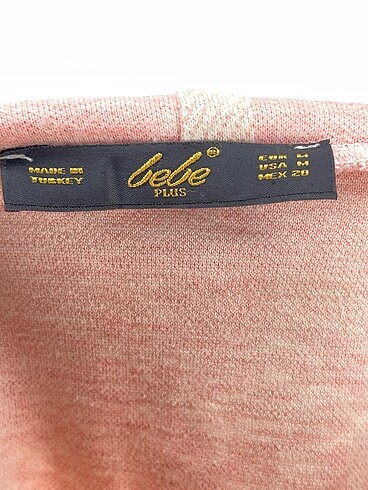 MADE IN
TURKEY
bebe®
PLUS
EUR M
USA M
MEX 28